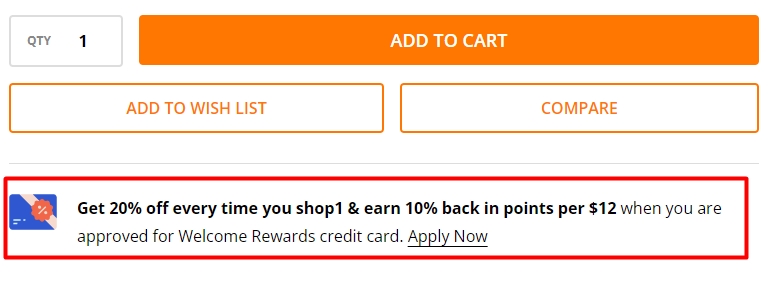 QTY 1 ADD TO CART
ADD TO WISH LIST COMPARE
Get 20% off every time you shop1 & earn 10% back in points per $12 when you are
approved for Welcome Rewards credit card. Apply Now